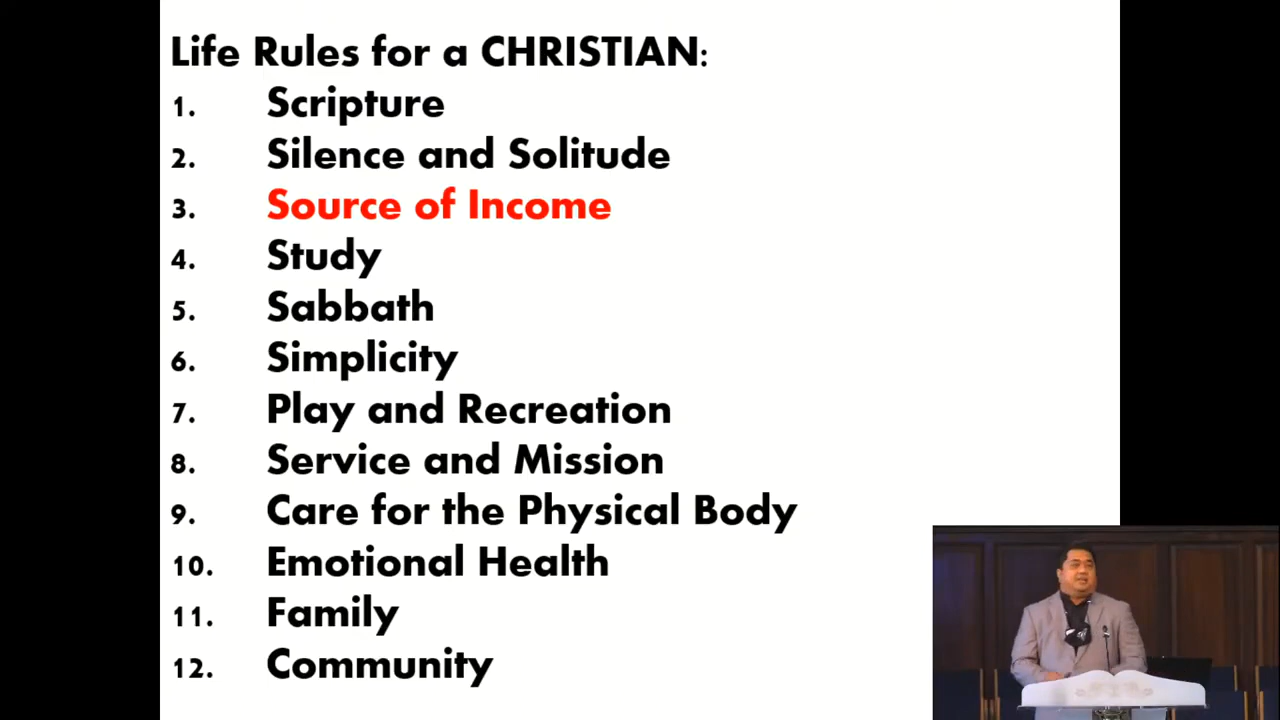 Life Rules for a CHRISTIAN:
1. Scripture
2. Silence and Solitude
3. Source of Income
4. Study
5. Sabbath
6. Simplicity
7. Play and Recreation
8. Service and Mission
9. Care for the Physical Body
10. Emotional Health
11. Family
12. Community